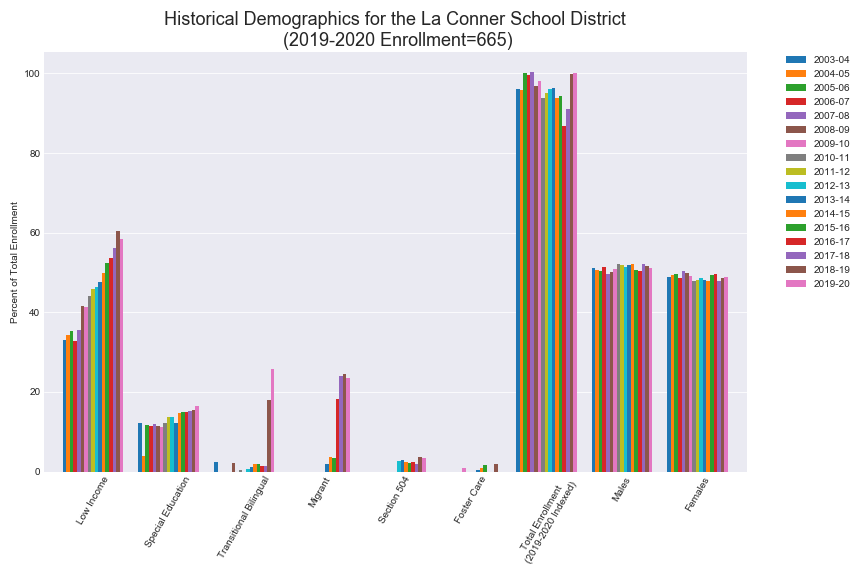 Historical Demographics for the La Conner School District
(2019-2020 Enrollment=665)
Percent of Total Enrollment
100
80
60
40
20
0
Low Income
Special Education
Transitional Bilingual
Migrant
Section 504
Foster Care
Total Enrollment
(2019-2020 Indexed)
Males
Females
2003-04
2004-05
2005-06
2006-07
2007-08
2008-09
2009-10
2010-11
2011-12
2012-13
2013-14
2014-15
2015-16
2016-17
2017-18
2018-19
2019-20